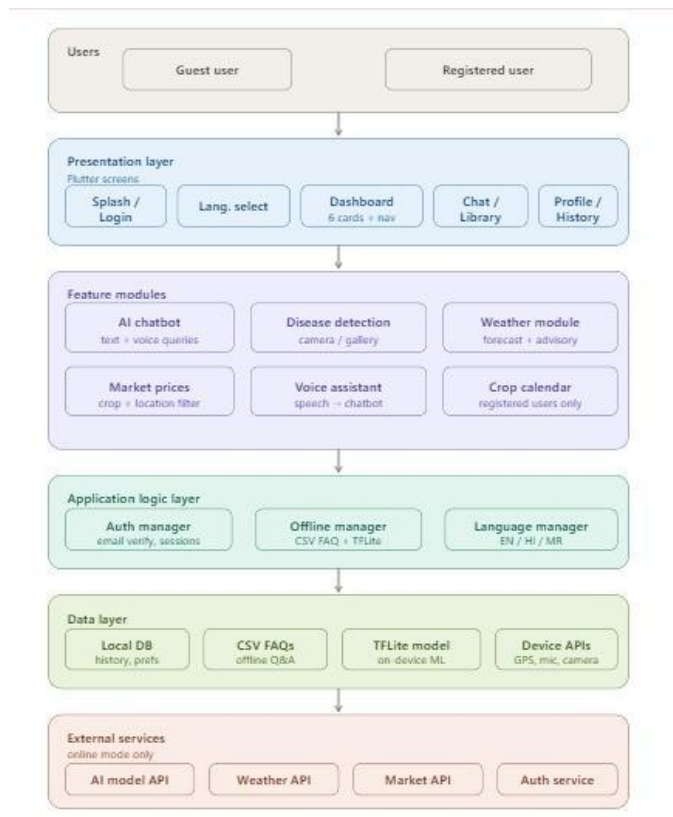 Users
Guest user
Registered user
Presentation layer
Flutter screens
Splash /
Login
Lang. select
Dashboard
6 cards + nav
Chat /
Library
Profile /
History
Feature modules
AI chatbot
text + voice queries
Disease detection
camera / gallery
Weather module
forecast + advisory
Market prices
crop + location filter
Voice assistant
speech → chatbot
Crop calendar
registered users only
Application logic layer
Auth manager
email verify, sessions
Offline manager
CSV FAQ + TFLite
Language manager
EN / HI / MR
Data layer
Local DB
history, prefs
CSV FAQs
offline Q&A
TFLite model
on-device ML
Device APIs
GPS, mic, camera
External services
online mode only
AI model API
Weather API
Market API
Auth service